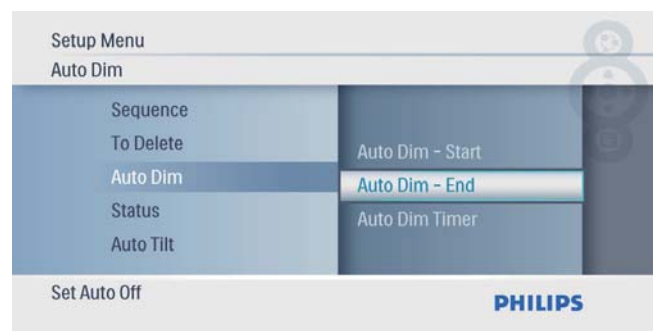 Setup Menu
Auto Dim
Sequence
To Delete
Auto Dim
Status
Auto Tilt
Auto Dim - Start
Auto Dim - End
Auto Dim Timer
Set Auto Off
PHILIPS